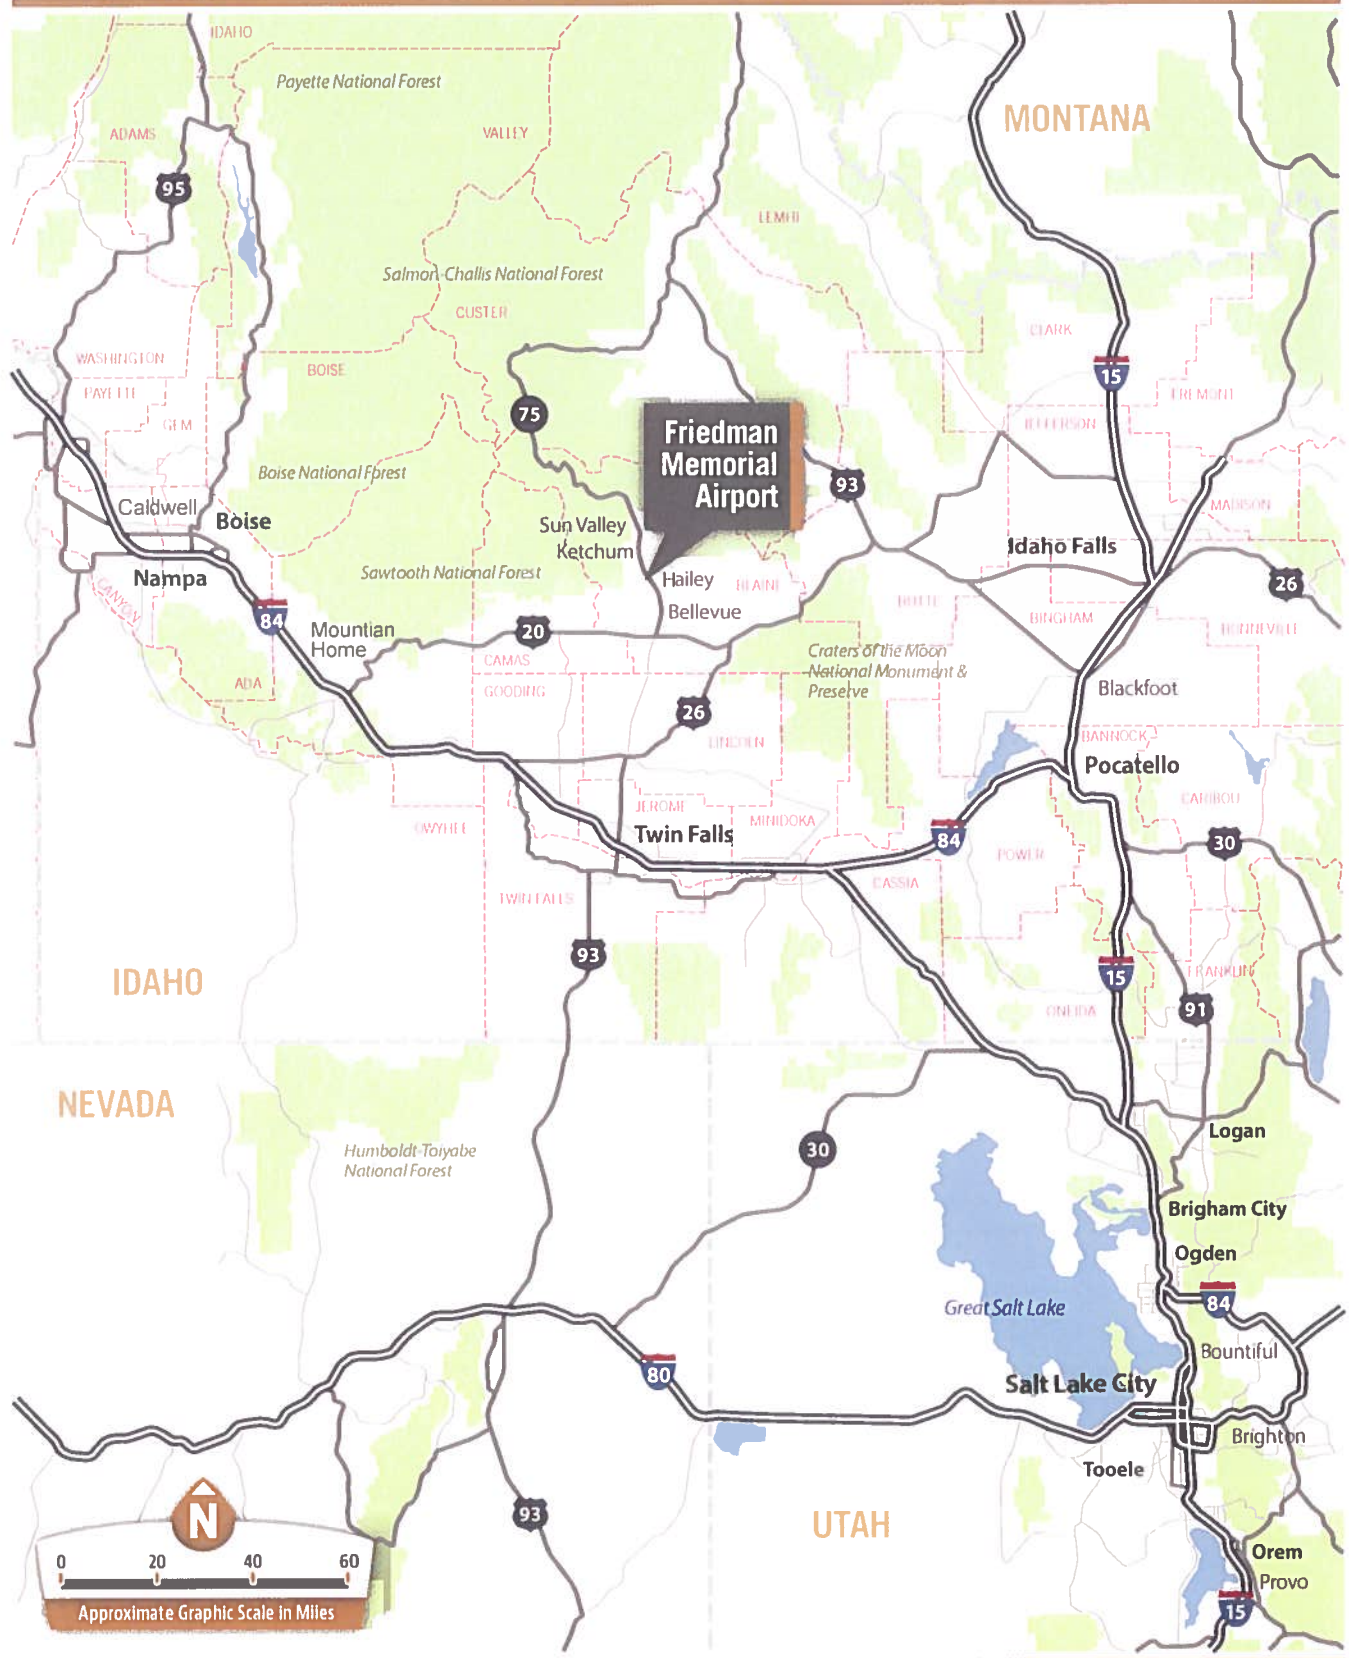 IDAHO
Payette National Forest
MONTANA
ADAMS
VALLEY
95
LEMHI
Salmon-Challis National Forest
CUSTER
CLARK
WASHINGTON
BOISE
15
PAYETTE
FREMONT
75
GEM
JEFFERSON
Friedman
Memorial
Airport
Boise National Forest
93
Caldwell
Boise
Sun Valley
Ketchum
MADISON
Idaho Falls
Nampa
Sawtooth National Forest
Hailey
BLAINE
26
CANYON
BUTTE
Bellevue
BINGHAM
84
Mountian
Home
20
BONNEVILLE
CAMAS
Craters of the Moon
National Monument &
Preserve
ADA
GOODING
Blackfoot
26
LINCOLN
BANNOCK
Pocatello
JEROME
CARIBOU
MINIDOKA
OWYHEE
Twin Falls
84
30
POWER
CASSIA
TWIN FALLS
93
IDAHO
15
FRANKLIN
ONEIDA
91
NEVADA
Logan
Humboldt-Toiyabe
National Forest
30
Brigham City
Ogden
84
Great Salt Lake
Bountiful
80
Salt Lake City
Brighton
Tooele
N
93
UTAH
Orem
0 20 40 60
Provo
15
Approximate Graphic Scale in Miles